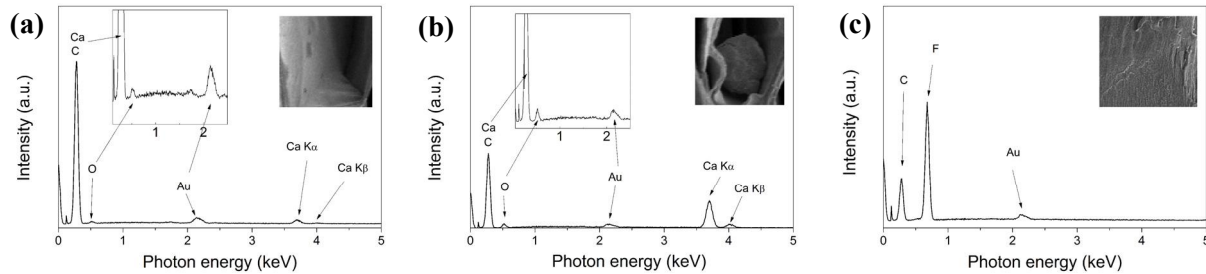 (a)
Intensity (a.u.)
Ca
C
O
1
2
Au
Ca Kα
Ca Kβ
0
1
2
3
4
5
Photon energy (keV)
(b)
Intensity (a.u.)
Ca
C
O
1
2
Au
Ca Kα
Ca Kβ
0
1
2
3
4
5
Photon energy (keV)
(c)
Intensity (a.u.)
C
F
Au
0
1
2
3
4
5
Photon energy (keV)